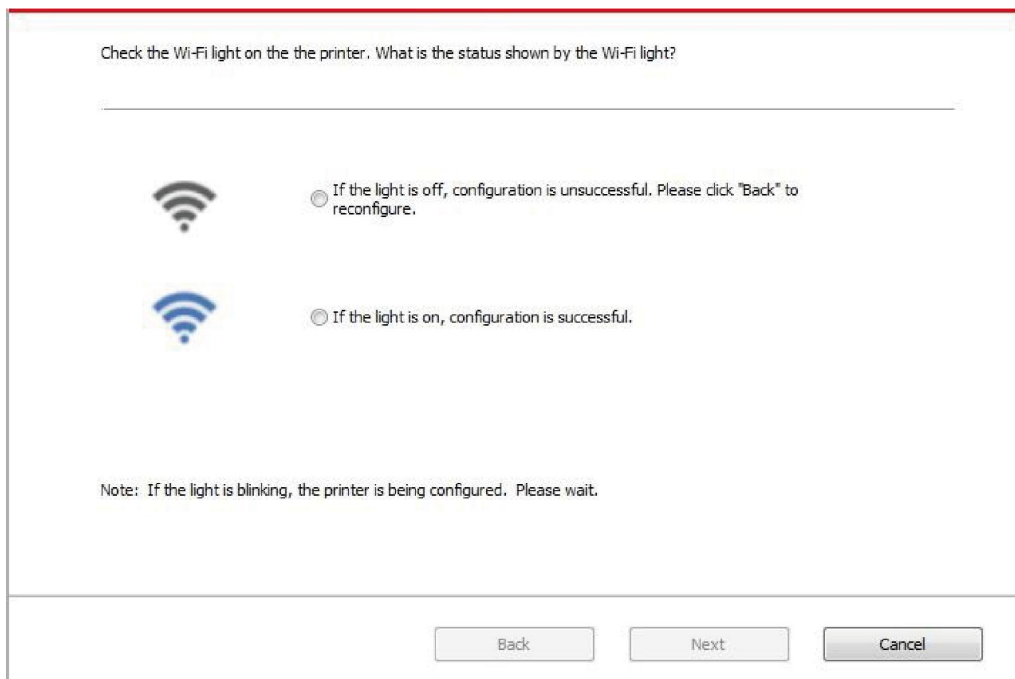 Check the Wi-Fi light on the the printer. What is the status shown by the Wi-Fi light?
If the light is off, configuration is unsuccessful. Please click "Back" to
reconfigure.
If the light is on, configuration is successful.
Note: If the light is blinking, the printer is being configured. Please wait.
Back
Next
Cancel